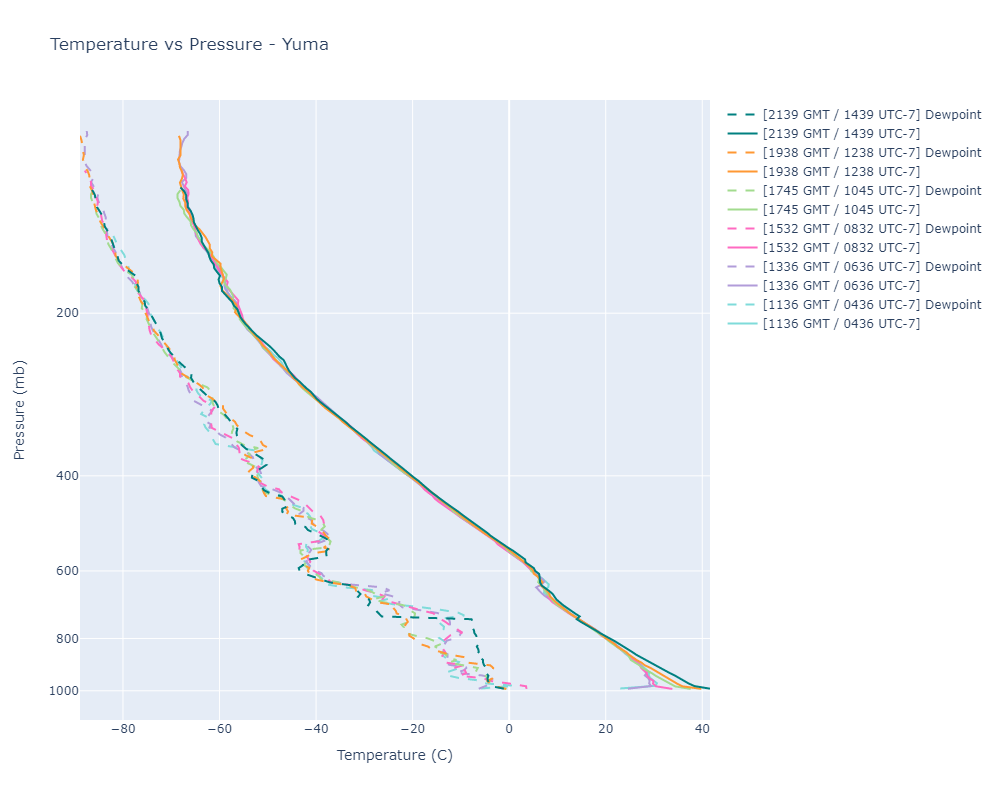 Temperature vs Pressure - Yuma
[2139 GMT / 1439 UTC-7] Dewpoint
[2139 GMT / 1439 UTC-7]
[1938 GMT / 1238 UTC-7] Dewpoint
[1938 GMT / 1238 UTC-7]
[1745 GMT / 1045 UTC-7] Dewpoint
[1745 GMT / 1045 UTC-7]
[1532 GMT / 0832 UTC-7] Dewpoint
[1532 GMT / 0832 UTC-7]
[1336 GMT / 0636 UTC-7] Dewpoint
[1336 GMT / 0636 UTC-7]
[1136 GMT / 0436 UTC-7] Dewpoint
[1136 GMT / 0436 UTC-7]
Pressure (mb)
200
400
600
800
1000
−80 −60 −40 −20 0 20 40
Temperature (C)